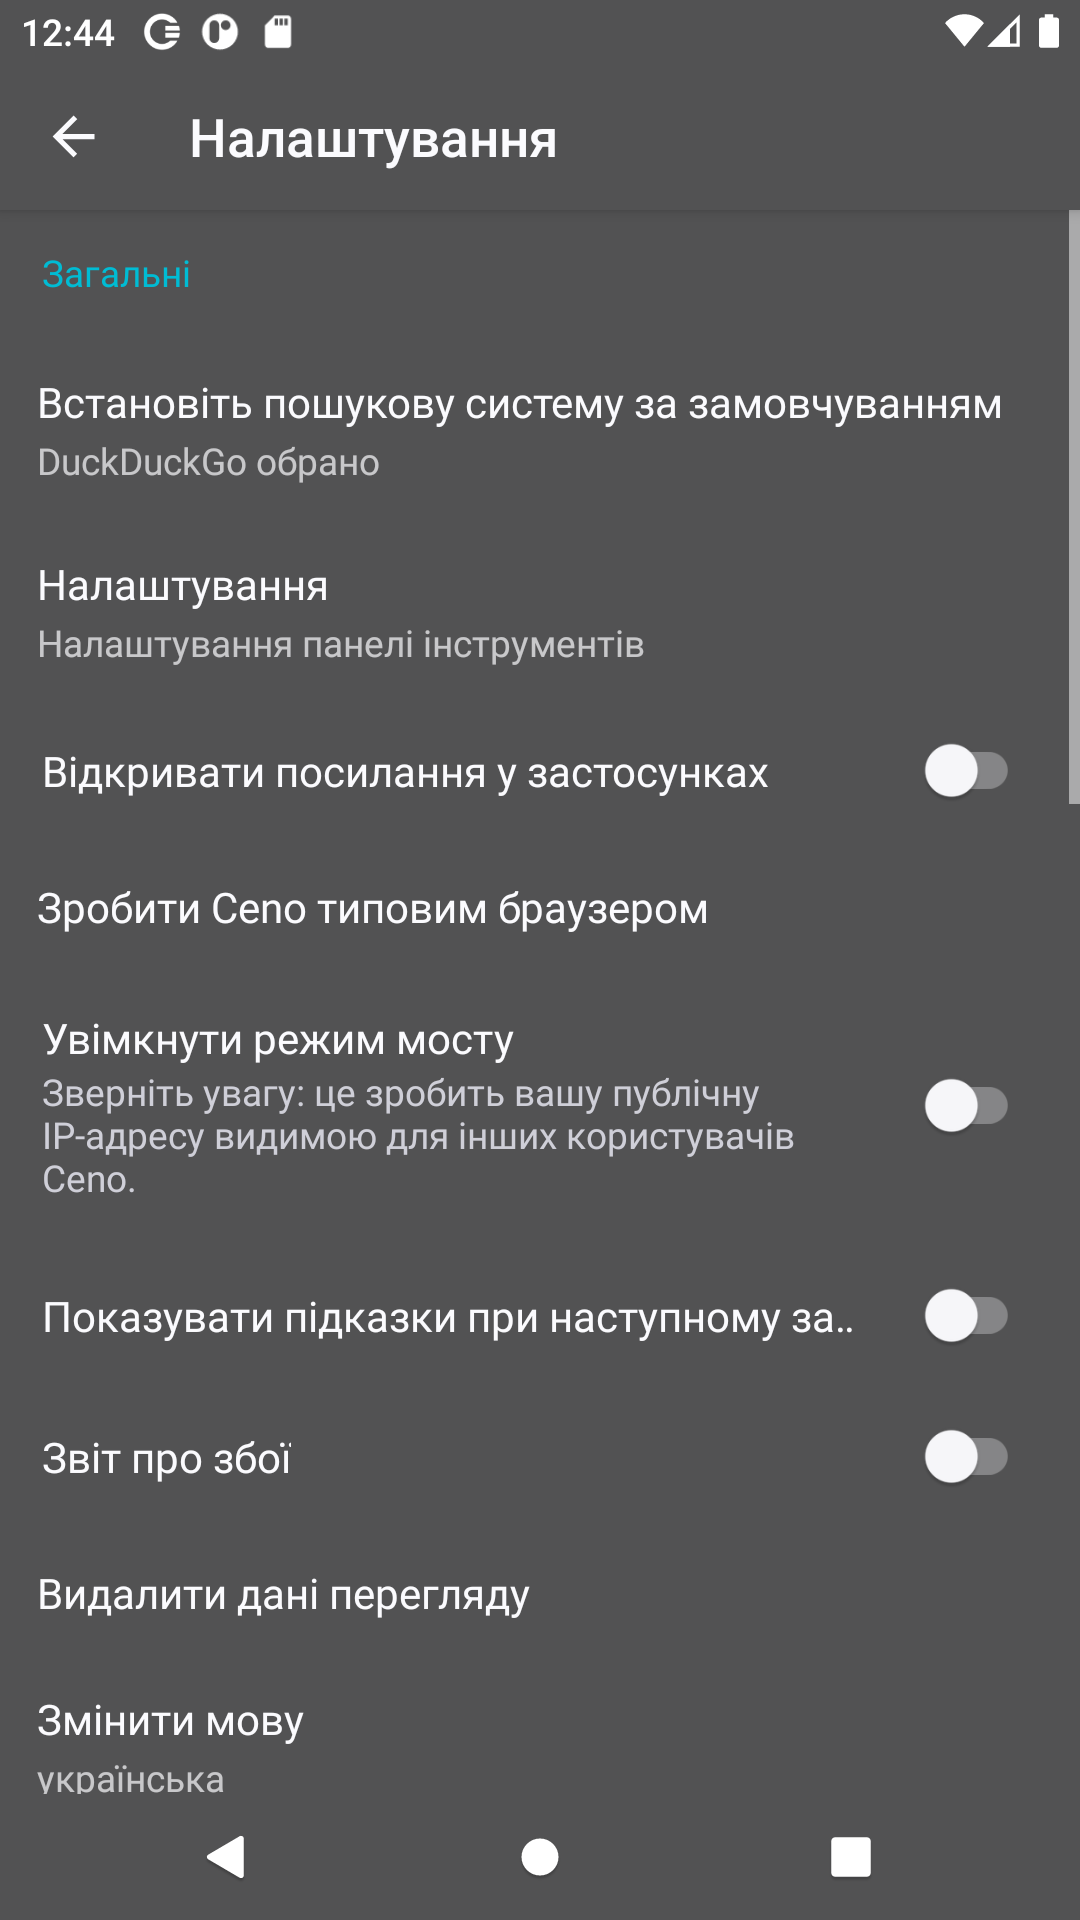 12:44
Налаштування
Загальні
Встановіть пошукову систему за замовчуванням
DuckDuckGo обрано
Налаштування
Налаштування панелі інструментів
Відкривати посилання у застосунках
Зробити Ceno типовим браузером
Увімкнути режим мосту
Зверніть увагу: це зробить вашу публічну
IP-адресу видимою для інших користувачів
Ceno.
Показувати підказки при наступному за..
Звіт про збої
Видалити дані перегляду
Змінити мову
українська